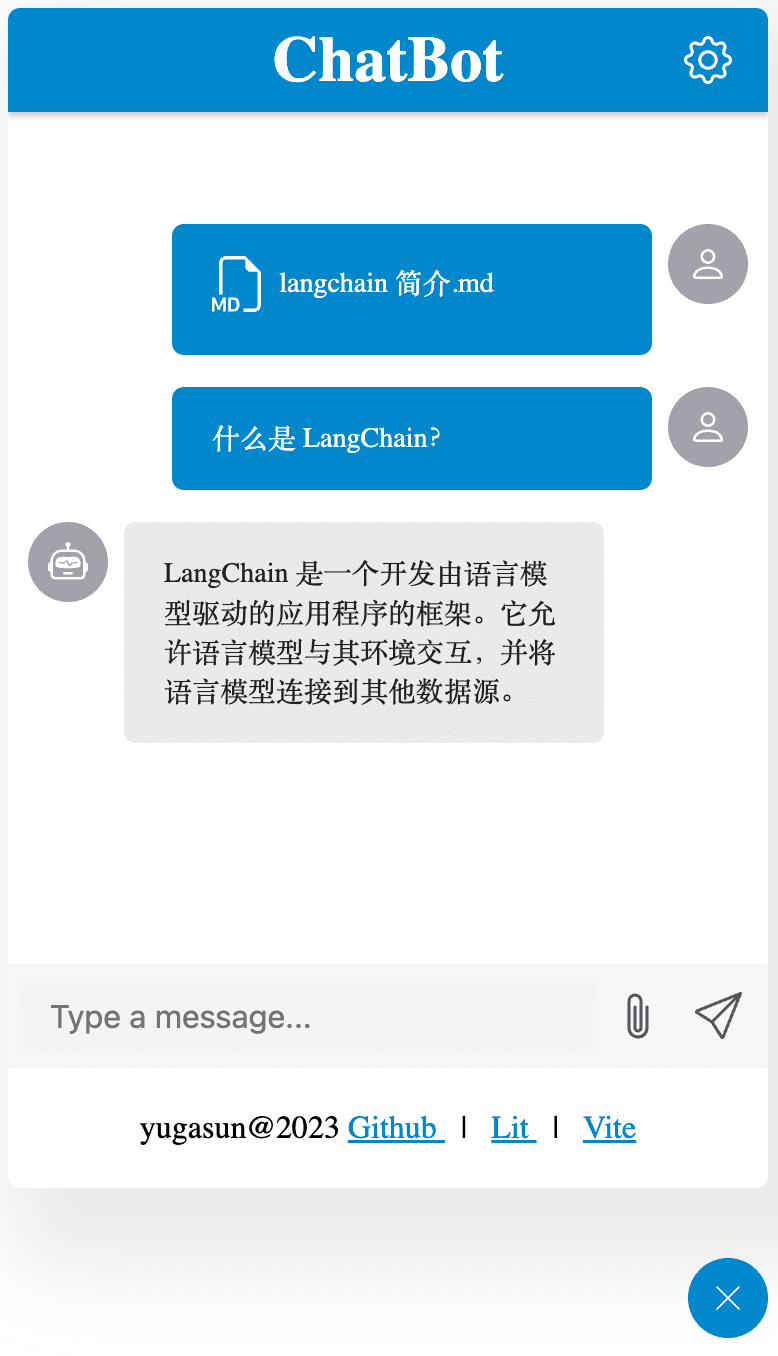 ChatBot
MD
langchain 简介.md
什么是 LangChain?
LangChain 是一个开发由语言模
型驱动的应用程序的框架。它允
许语言模型与其环境交互，并将
语言模型连接到其他数据源。
Type a message...
yugasun@2023 Github | Lit | Vite